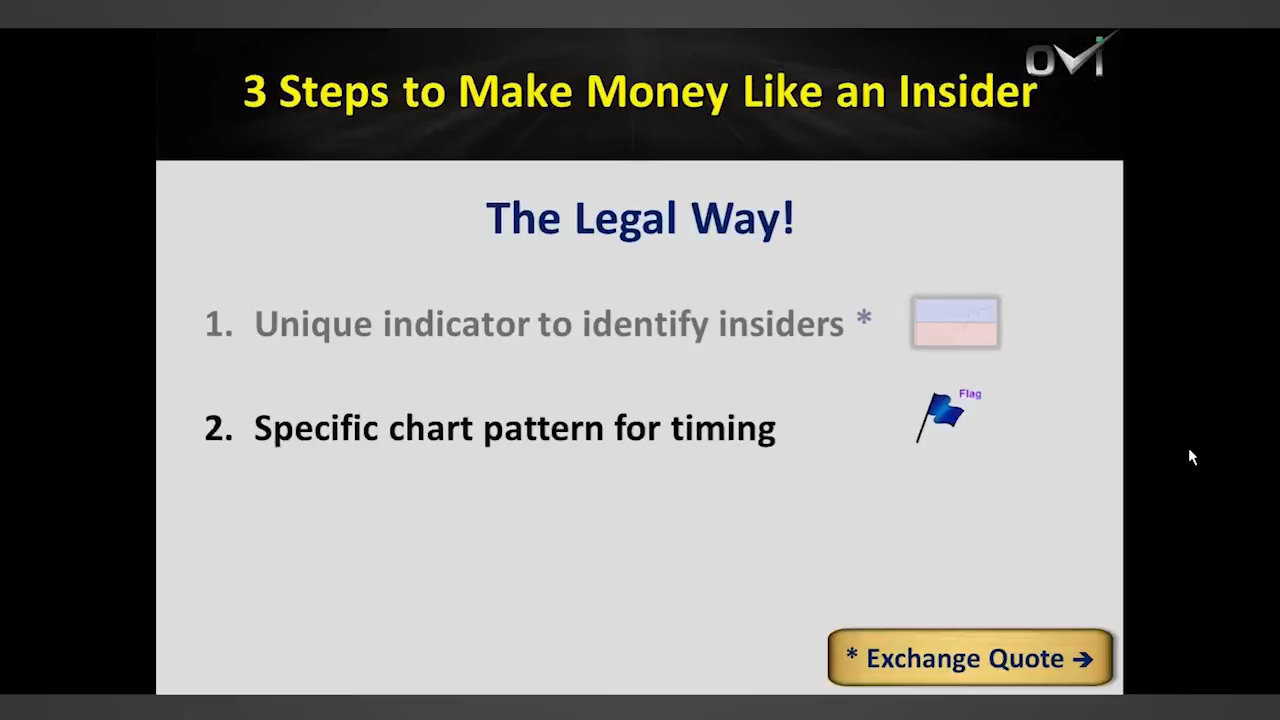 OVI
3 Steps to Make Money Like an Insider
The Legal Way!
1. Unique indicator to identify insiders *
Flag
2. Specific chart pattern for timing
* Exchange Quote →